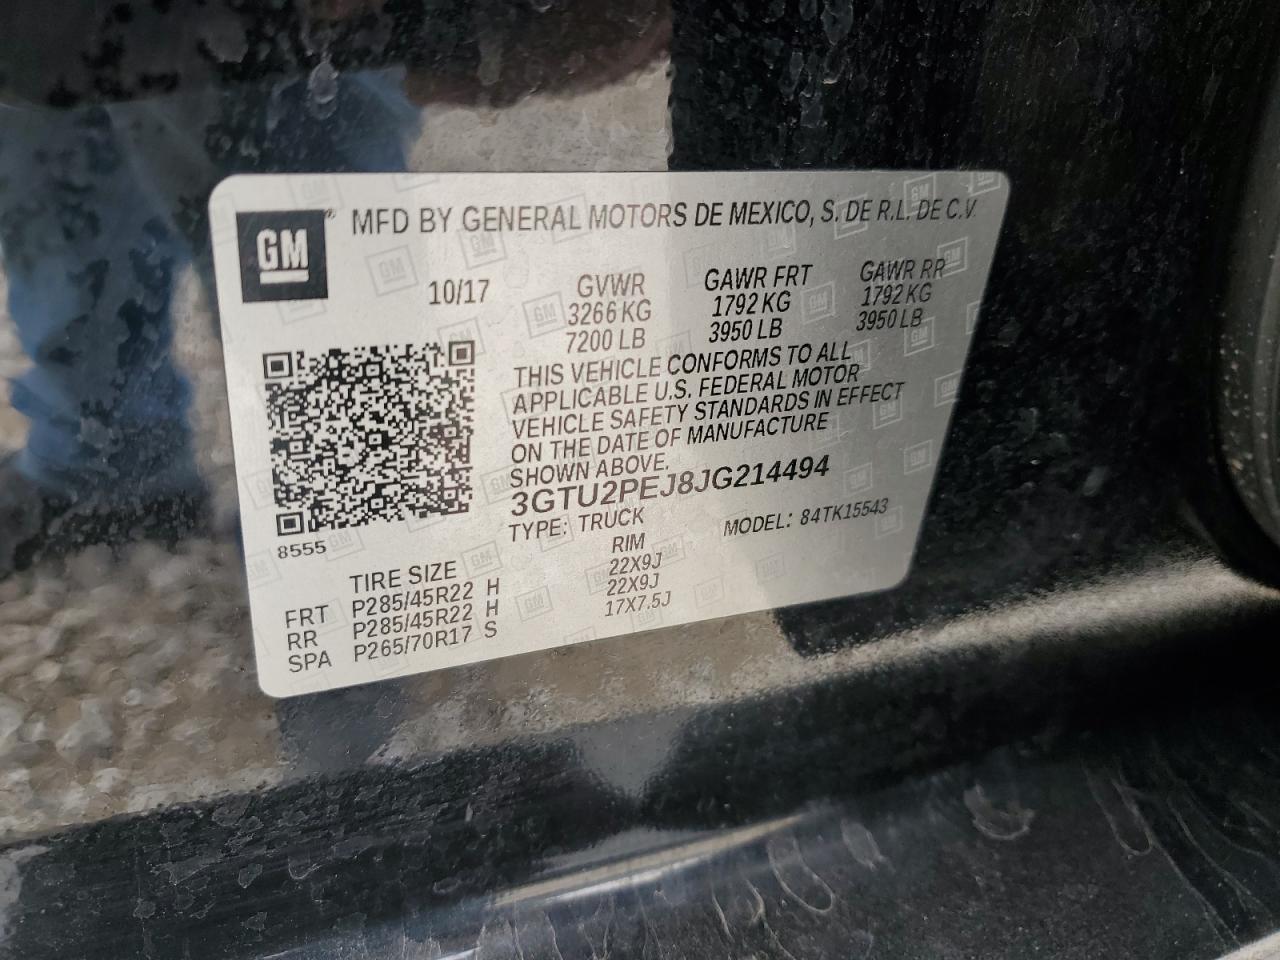 GM ® MFD BY GENERAL MOTORS DE MEXICO, S. DE R.L. DE C.V.
10/17 GVWR GAWR FRT GAWR RR
3266 KG 1792 KG 1792 KG
7200 LB 3950 LB 3950 LB
THIS VEHICLE CONFORMS TO ALL
APPLICABLE U.S. FEDERAL MOTOR
VEHICLE SAFETY STANDARDS IN EFFECT
ON THE DATE OF MANUFACTURE
SHOWN ABOVE.
3GTU2PEJ8JG214494
TYPE: TRUCK MODEL: 84TK15543
8555
TIRE SIZE RIM
FRT P285/45R22 H 22X9J
RR P285/45R22 H 22X9J
SPA P265/70R17 S 17X7.5J